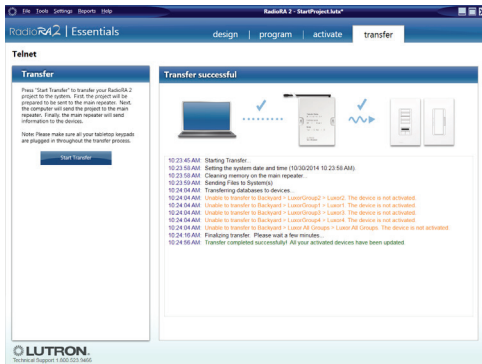 File Tools Settings Reports Help
RadioRA 2 - StartProject.lutx*
RadioRA2 | Essentials
design | program | activate transfer
Telnet
Transfer
Press "Start Transfer" to transfer your RadioRA 2
project to the system. First the project will be
prepared to be sent to the main repeater. Next,
the computer will send the project to the main
repeater. Finally, the main repeater will send
information to the devices.
Note: Please make sure all your tabletop keypads
are plugged in throughout the transfer process.
Start Transfer
Transfer successful
10:23:45 AM: Starting Transfer...
10:23:58 AM: Setting the system date and time (10/30/2014 10:23:58 AM).
10:23:58 AM: Cleaning memory on the main repeater...
10:23:59 AM: Sending Files to System(s)
10:24:04 AM: Transferring databases to devices...
10:24:04 AM: Unable to transfer to Backyard > LuxorGroup2 > Luxor2. The device is not activated.
10:24:04 AM: Unable to transfer to Backyard > LuxorGroup1 > Luxor1. The device is not activated.
10:24:04 AM: Unable to transfer to Backyard > LuxorGroup3 > Luxor3. The device is not activated.
10:24:04 AM: Unable to transfer to Backyard > LuxorGroup4 > Luxor4. The device is not activated.
10:24:04 AM: Unable to transfer to Backyard > Luxor All Groups > Luxor All Groups. The device is not activated.
10:24:16 AM: Finalizing transfer. Please wait a few minutes...
10:24:56 AM: Transfer completed successfully! All your activated devices have been updated.
LUTRON.
Technical Support 1.800.523.9466